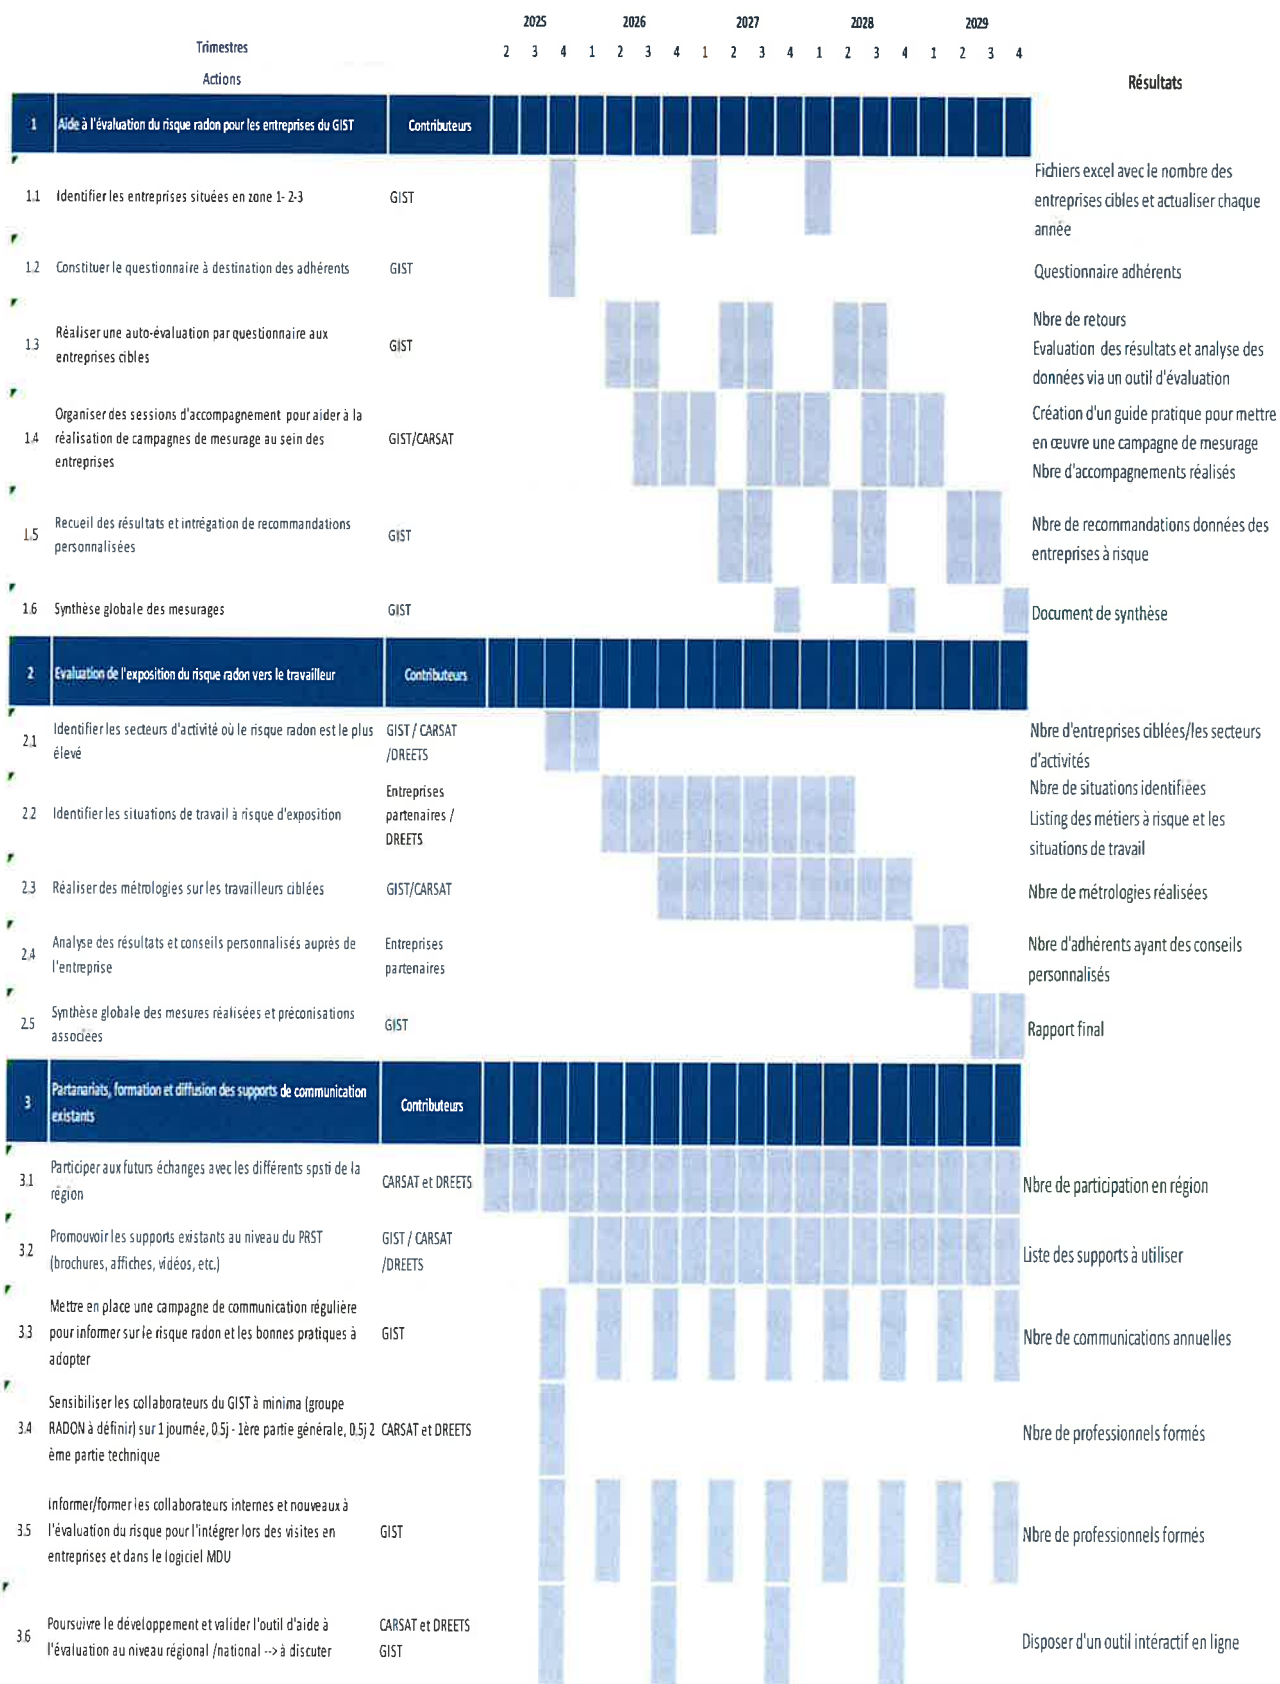 2025 2026 2027 2028 2029
Trimestres 2 3 4 1 2 3 4 1 2 3 4 1 2 3 4 1 2 3 4
Actions
Résultats
1 Aide à l'évaluation du risque radon pour les entreprises du GIST Contributeurs
1.1 Identifier les entreprises situées en zone 1- 2-3 GIST
Fichiers excel avec le nombre des
entreprises cibles et actualiser chaque
année
1.2 Constituer le questionnaire à destination des adhérents GIST Questionnaire adhérents
1.3 Réaliser une auto-évaluation par questionnaire aux
entreprises cibles
GIST
Nbre de retours
Evaluation des résultats et analyse des
données via un outil d'évaluation
1.4 Organiser des sessions d'accompagnement pour aider à la
réalisation de campagnes de mesurage au sein des
entreprises
GIST/CARSAT
Création d'un guide pratique pour mettre
en œuvre une campagne de mesurage
Nbre d'accompagnements réalisés
1.5 Recueil des résultats et intrégation de recommandations
personnalisées
GIST
Nbre de recommandations données des
entreprises à risque
1.6 Synthèse globale des mesurages GIST Document de synthèse
2 Evaluation de l'exposition du risque radon vers le travailleur Contributeurs
2.1 Identifier les secteurs d'activité où le risque radon est le plus
élevé
GIST / CARSAT
/DREETS
Nbre d'entreprises ciblées/les secteurs
d'activités
2.2 Identifier les situations de travail à risque d'exposition
Entreprises
partenaires /
DREETS
Nbre de situations identifiées
Listing des métiers à risque et les
situations de travail
2.3 Réaliser des métrologies sur les travailleurs ciblées GIST/CARSAT Nbre de métrologies réalisées
2.4 Analyse des résultats et conseils personnalisés auprès de
l'entreprise
Entreprises
partenaires
Nbre d'adhérents ayant des conseils
personnalisés
2.5 Synthèse globale des mesures réalisées et préconisations
associées
GIST
Rapport final
3 Partanariats, formation et diffusion des supports de communication
existants
Contributeurs
3.1 Participer aux futurs échanges avec les différents spsti de la
région
CARSAT et DREETS
Nbre de participation en région
3.2 Promouvoir les supports existants au niveau du PRST
(brochures, affiches, vidéos, etc.)
GIST / CARSAT
/DREETS
Liste des supports à utiliser
3.3 Mettre en place une campagne de communication régulière
pour informer sur le risque radon et les bonnes pratiques à
adopter
GIST
Nbre de communications annuelles
3.4 Sensibiliser les collaborateurs du GIST à minima (groupe
RADON à définir) sur 1 journée, 0.5j - 1ère partie générale, 0.5j 2
ème partie technique
CARSAT et DREETS
Nbre de professionnels formés
3.5 Informer/former les collaborateurs internes et nouveaux à
l'évaluation du risque pour l'intégrer lors des visites en
entreprises et dans le logiciel MDU
GIST
Nbre de professionnels formés
3.6 Poursuivre le développement et valider l'outil d'aide à
l'évaluation au niveau régional /national --> à discuter
CARSAT et DREETS
GIST
Disposer d'un outil intéractif en ligne